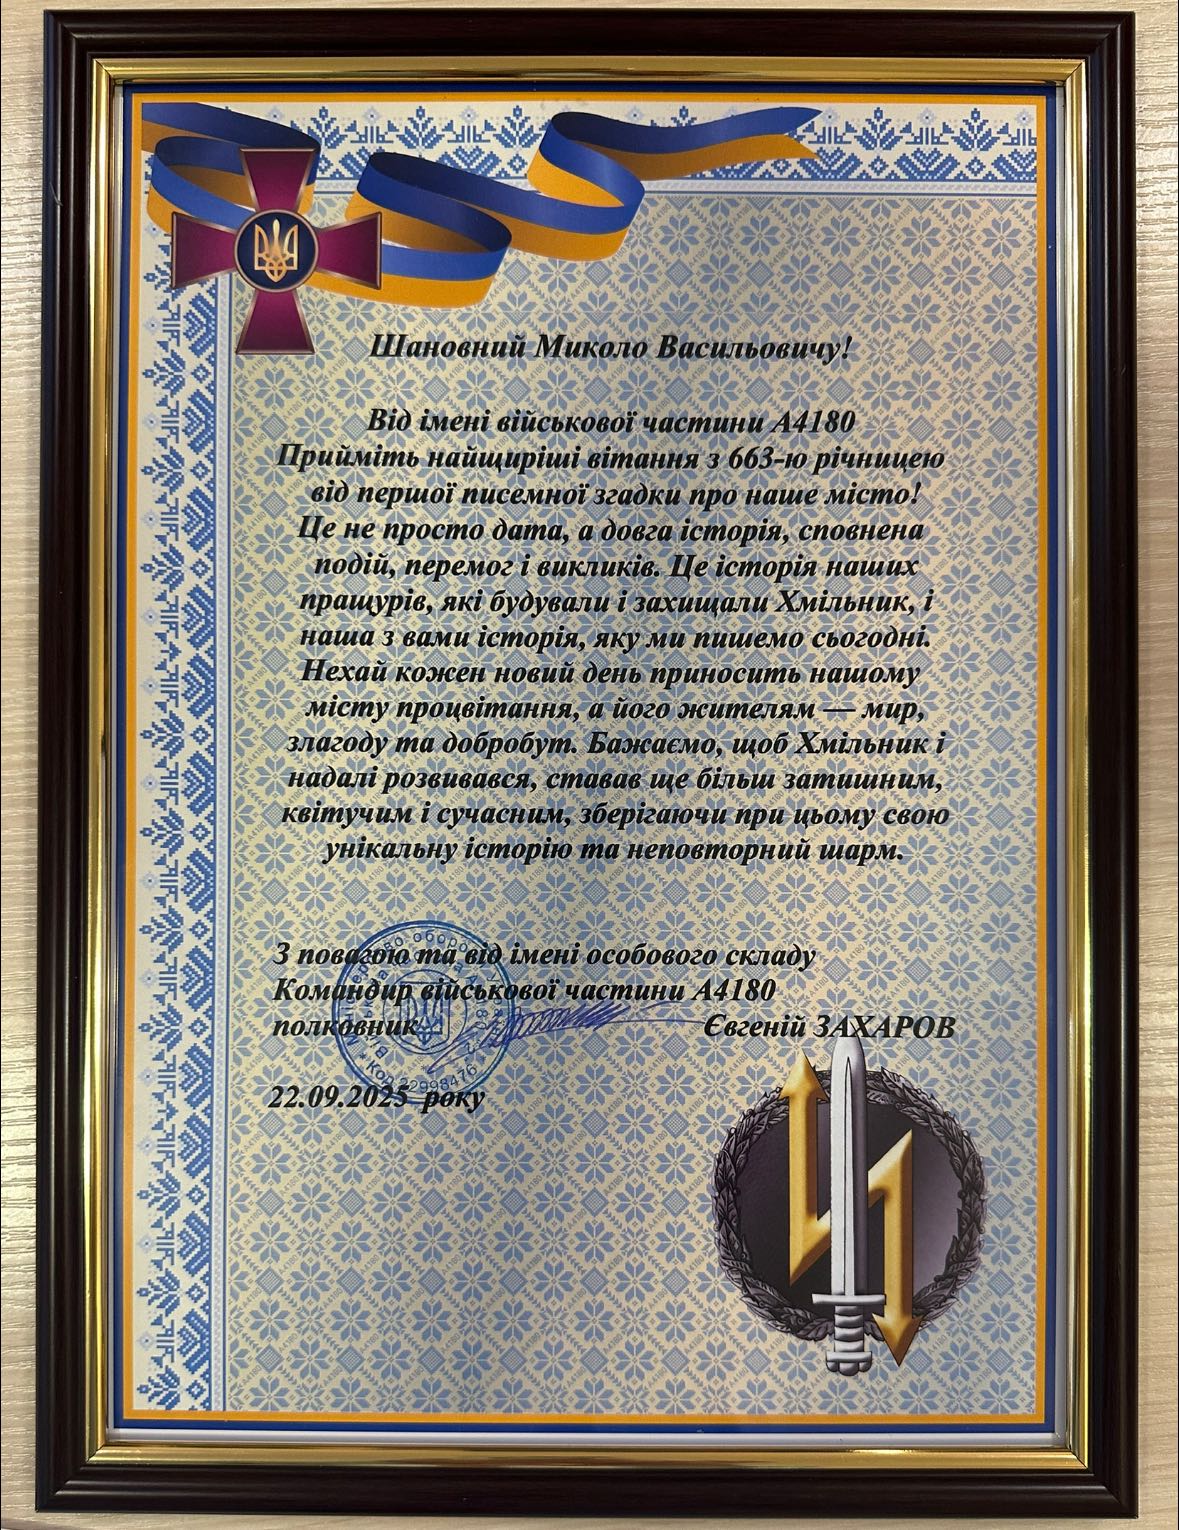 Шановний Миколо Васильовичу!
Від імені військової частини А4180
Прийміть найщиріші вітання з 663-ю річницею
від першої писемної згадки про наше місто!
Це не просто дата, а довга історія, сповнена
подій, перемог і викликів. Це історія наших
пращурів, які будували і захищали Хмільник, і
наша з вами історія, яку ми пишемо сьогодні.
Нехай кожен новий день приносить нашому
місту процвітання, а його жителям — мир,
злагоду та добробут. Бажаємо, щоб Хмільник і
надалі розвивався, ставав ще більш затишним,
квітучим і сучасним, зберігаючи при цьому свою
унікальну історію та неповторний шарм.
З повагою та від імені особового складу
Командир військової частини А4180
полковник Євгеній ЗАХАРОВ
22.09.2025 року